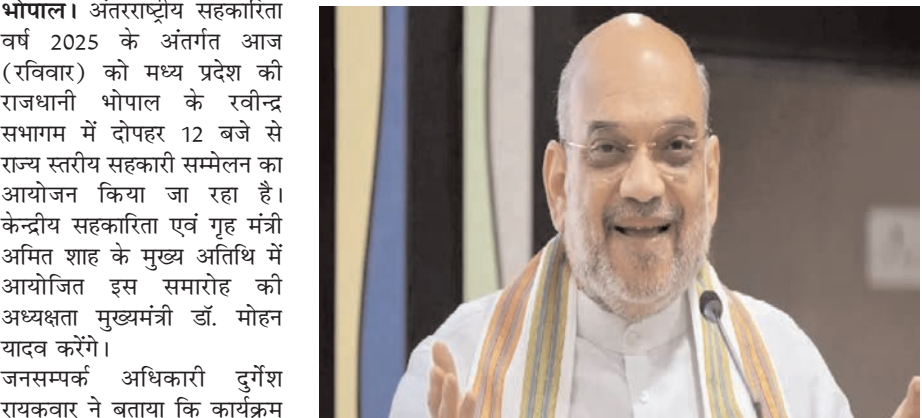 भोपाल। अंतरराष्ट्रीय सहकारिता
वर्ष 2025 के अंतर्गत आज
(रविवार) को मध्य प्रदेश की
राजधानी भोपाल के रवीन्द्र
सभागम में दोपहर 12 बजे से
राज्य स्तरीय सहकारी सम्मेलन का
आयोजन किया जा रहा है।
केन्द्रीय सहकारिता एवं गृह मंत्री
अमित शाह के मुख्य अतिथि में
आयोजित इस समारोह की
अध्यक्षता मुख्यमंत्री डॉ. मोहन
यादव करेंगे।
जनसम्पर्क अधिकारी दुर्गेश
रायकवार ने बताया कि कार्यक्रम